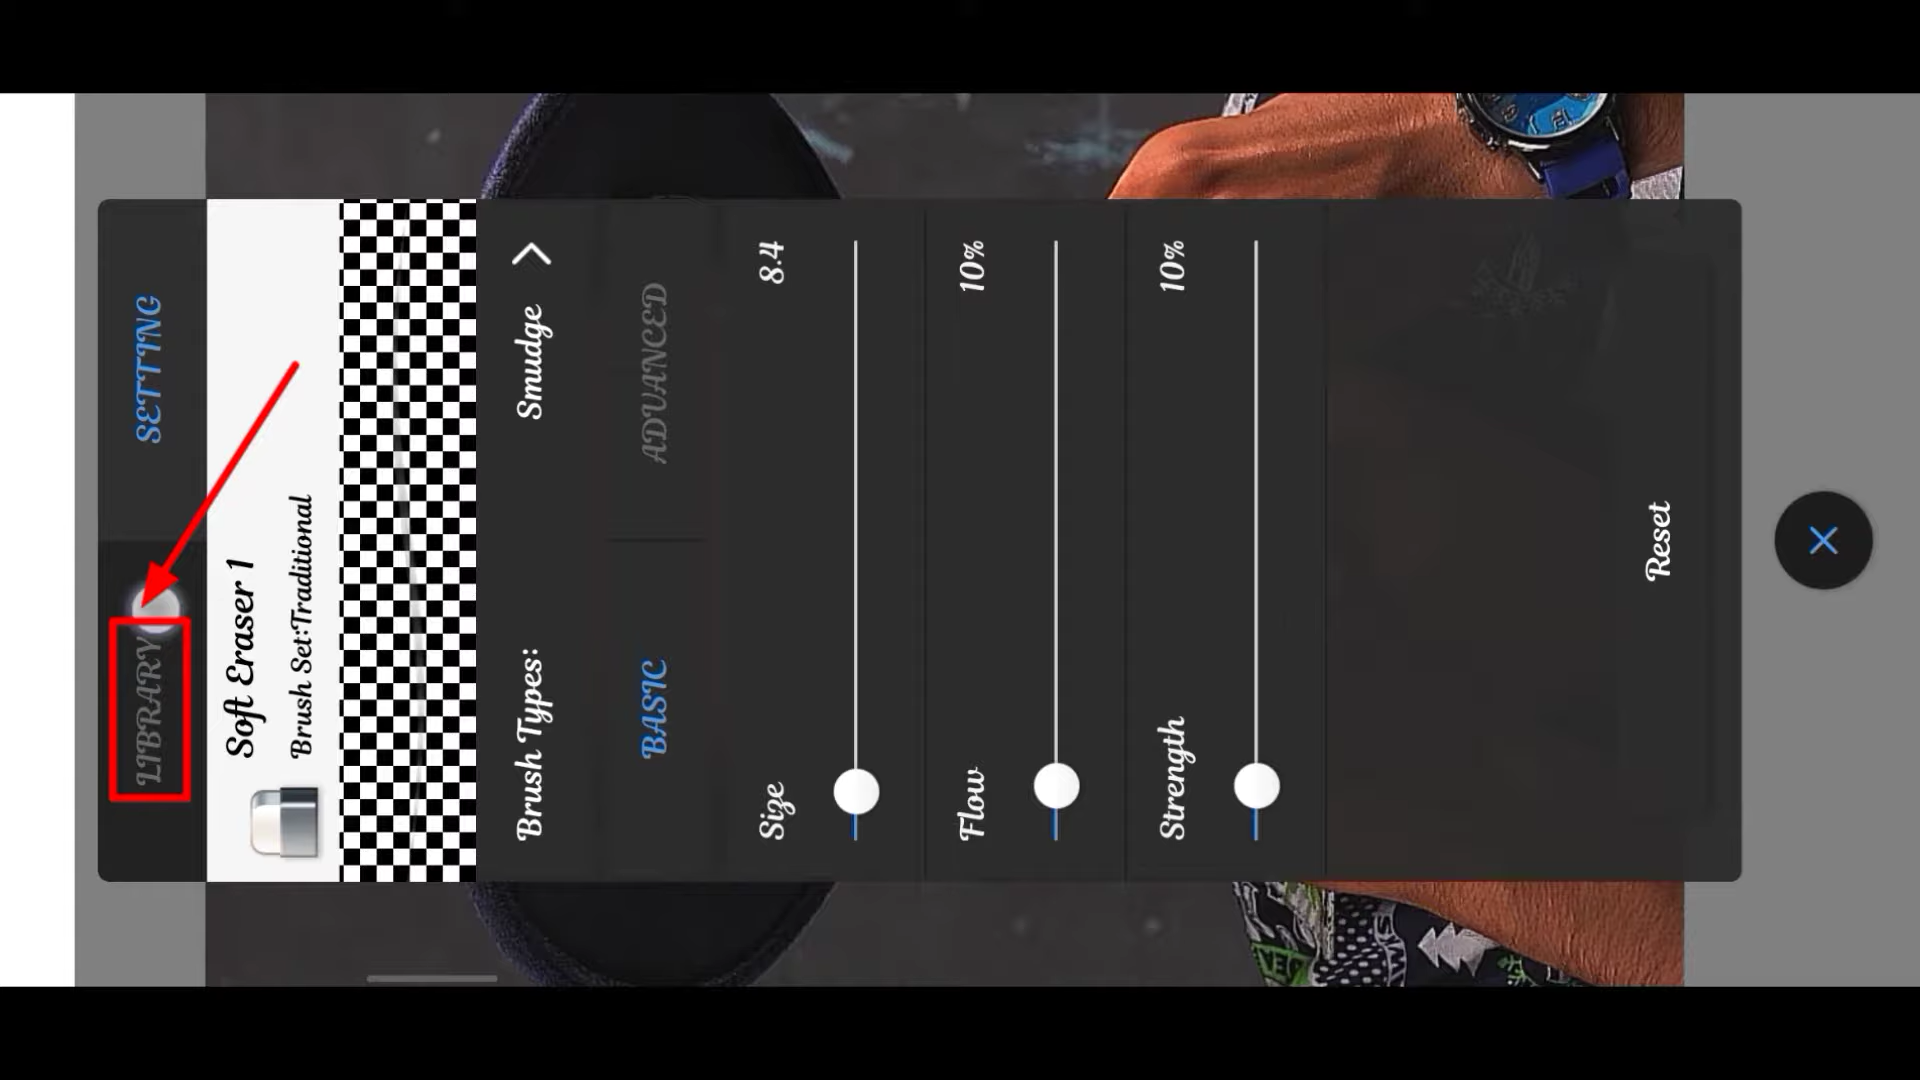 LIBRARY SETTING
Soft Eraser 1
Brush Set:Traditional
Brush Types: Smudge
BASIC ADVANCED
Size 8.4
Flow 10%
Strength 10%
Reset